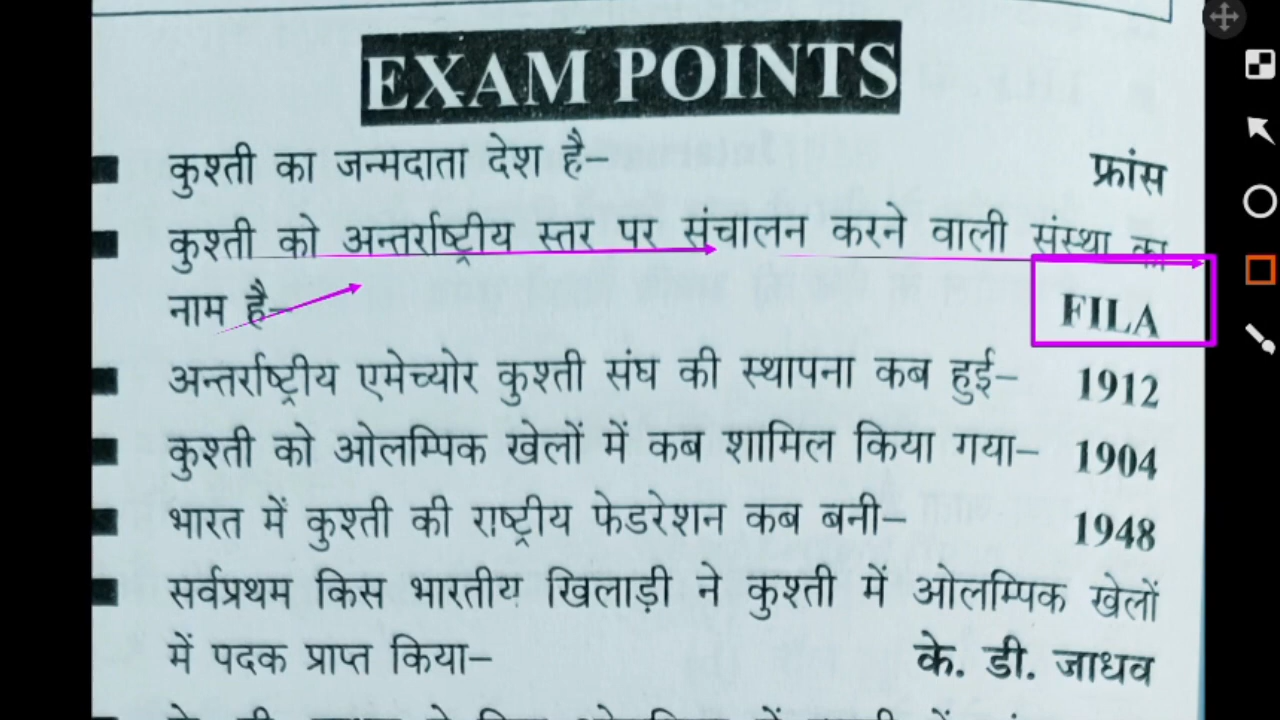 EXAM POINTS
कुश्ती का जन्मदाता देश है– फ्रांस
कुश्ती को अन्तर्राष्ट्रीय स्तर पर संचालन करने वाली संस्था का
नाम है– FILA
अन्तर्राष्ट्रीय एमेच्योर कुश्ती संघ की स्थापना कब हुई– 1912
कुश्ती को ओलम्पिक खेलों में कब शामिल किया गया– 1904
भारत में कुश्ती की राष्ट्रीय फेडरेशन कब बनी– 1948
सर्वप्रथम किस भारतीय खिलाड़ी ने कुश्ती में ओलम्पिक खेलों
में पदक प्राप्त किया– के. डी. जाधव